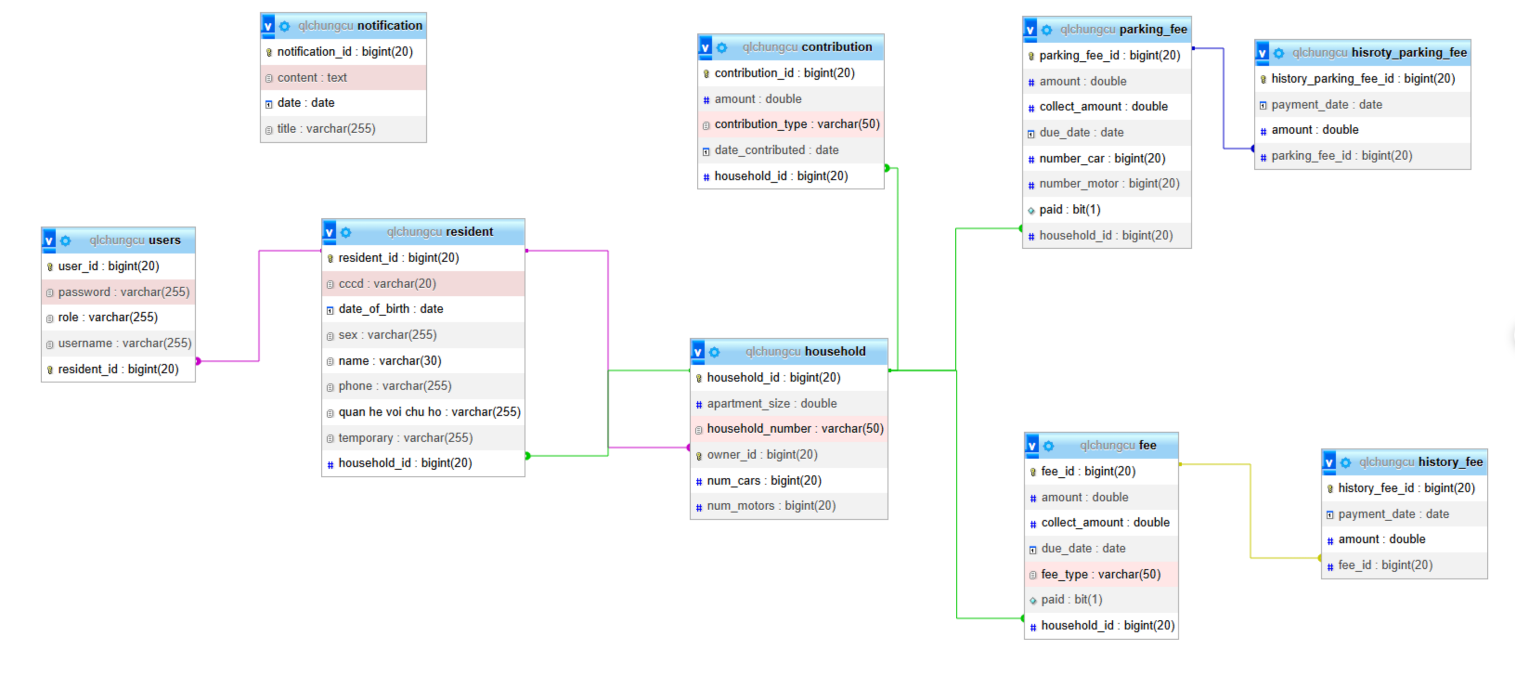 qlchungcu notification
notification_id : bigint(20)
content : text
date : date
title : varchar(255)
qlchungcu contribution
contribution_id : bigint(20)
amount : double
contribution_type : varchar(50)
date_contributed : date
household_id : bigint(20)
qlchungcu parking_fee
parking_fee_id : bigint(20)
amount : double
collect_amount : double
due_date : date
number_car : bigint(20)
number_motor : bigint(20)
paid : bit(1)
household_id : bigint(20)
qlchungcu hisroty_parking_fee
history_parking_fee_id : bigint(20)
payment_date : date
amount : double
parking_fee_id : bigint(20)
qlchungcu users
user_id : bigint(20)
password : varchar(255)
role : varchar(255)
username : varchar(255)
resident_id : bigint(20)
qlchungcu resident
resident_id : bigint(20)
cccd : varchar(20)
date_of_birth : date
sex : varchar(255)
name : varchar(30)
phone : varchar(255)
quan he voi chu ho : varchar(255)
temporary : varchar(255)
household_id : bigint(20)
qlchungcu household
household_id : bigint(20)
apartment_size : double
household_number : varchar(50)
owner_id : bigint(20)
num_cars : bigint(20)
num_motors : bigint(20)
qlchungcu fee
fee_id : bigint(20)
amount : double
collect_amount : double
due_date : date
fee_type : varchar(50)
paid : bit(1)
household_id : bigint(20)
qlchungcu history_fee
history_fee_id : bigint(20)
payment_date : date
amount : double
fee_id : bigint(20)